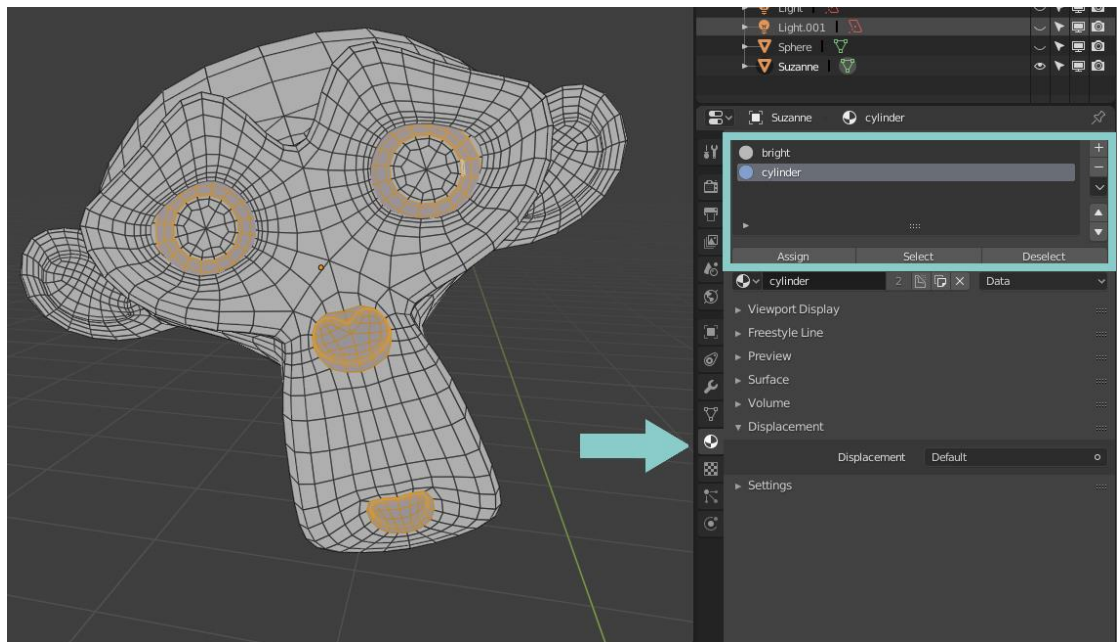 Light
Light.001
Sphere
Suzanne
Suzanne cylinder
bright
cylinder
Assign Select Deselect
cylinder 2 Data
Viewport Display
Freestyle Line
Preview
Surface
Volume
Displacement
Displacement Default
Settings